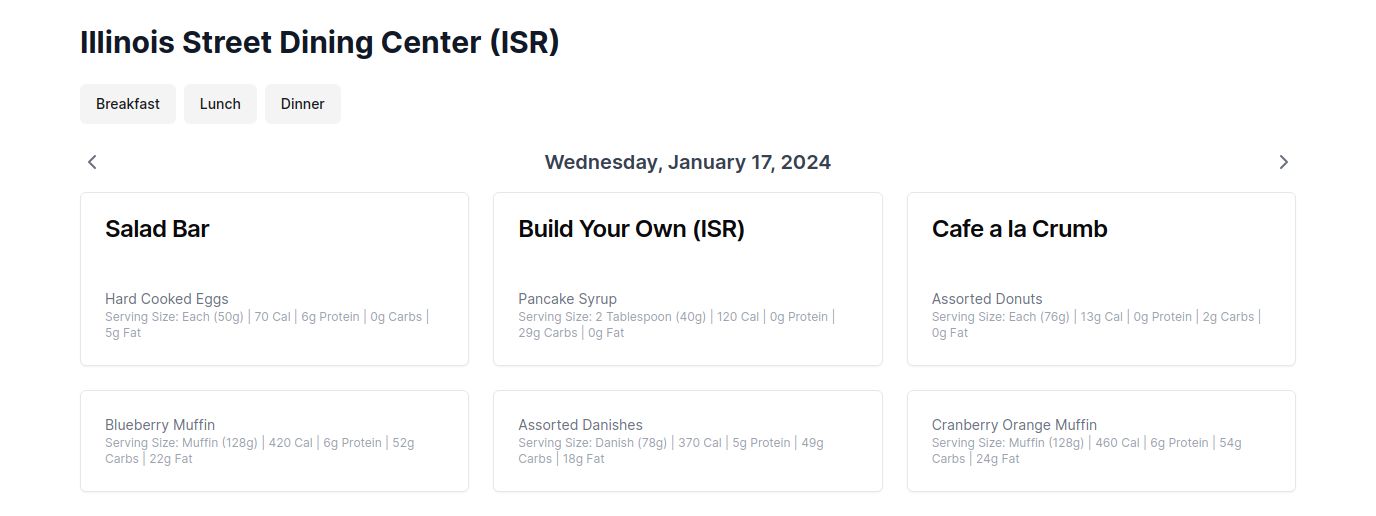 Illinois Street Dining Center (ISR)
Breakfast
Lunch
Dinner
Wednesday, January 17, 2024
Salad Bar
Hard Cooked Eggs
Serving Size: Each (50g) | 70 Cal | 6g Protein | 0g Carbs |
5g Fat
Build Your Own (ISR)
Pancake Syrup
Serving Size: 2 Tablespoon (40g) | 120 Cal | 0g Protein |
29g Carbs | 0g Fat
Cafe a la Crumb
Assorted Donuts
Serving Size: Each (76g) | 13g Cal | 0g Protein | 2g Carbs |
0g Fat
Blueberry Muffin
Serving Size: Muffin (128g) | 420 Cal | 6g Protein | 52g
Carbs | 22g Fat
Assorted Danishes
Serving Size: Danish (78g) | 370 Cal | 5g Protein | 49g
Carbs | 18g Fat
Cranberry Orange Muffin
Serving Size: Muffin (128g) | 460 Cal | 6g Protein | 54g
Carbs | 24g Fat